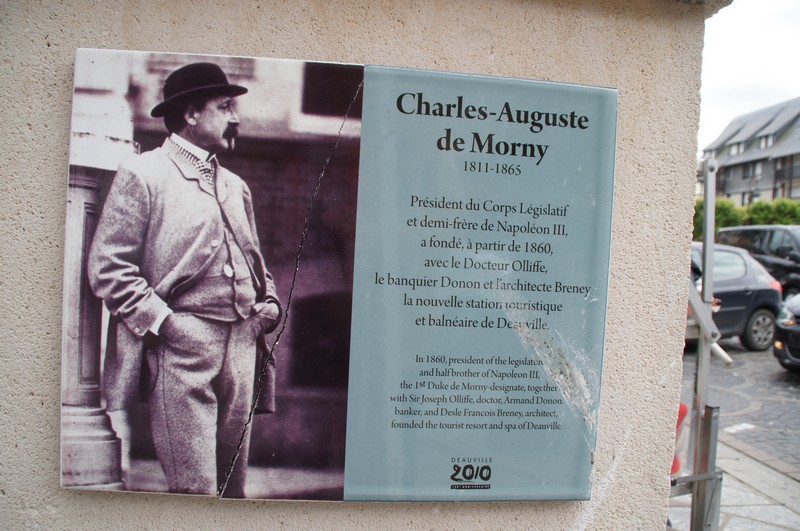 Charles-Auguste
de Morny
1811-1865
Président du Corps Législatif
et demi-frère de Napoléon III,
a fondé, à partir de 1860,
avec le Docteur Olliffe,
le banquier Donon et l'architecte Breney
la nouvelle station touristique
et balnéaire de Deauville.
In 1860, president of the legislature
and half brother of Napoleon III,
the 1st Duke de Morny-designate, together
with Sir Joseph Olliffe, doctor, Armand Donon
banker, and Desle Francois Breney, architect,
founded the tourist resort and spa of Deauville
DEAUVILLE
2010
150E ANNIVERSAIRE